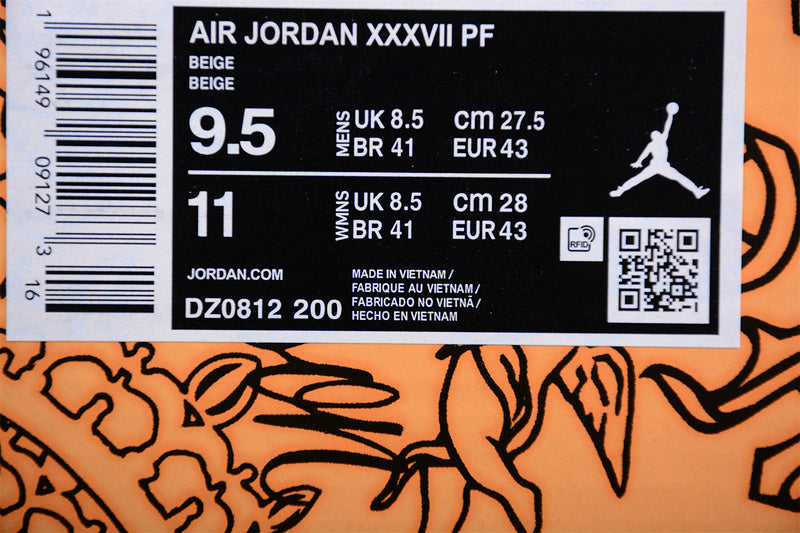 AIR JORDAN XXXVII PF
BEIGE
BEIGE
9.5
MENS
UK 8.5 cm 27.5
BR 41 EUR 43
11
WMNS
UK 8.5 cm 28
BR 41 EUR 43
RFID
JORDAN.COM
DZ0812 200
MADE IN VIETNAM /
FABRIQUE AU VIETNAM /
FABRICADO NO VIETNÃ /
HECHO EN VIETNAM
1 96149 09127 3 16